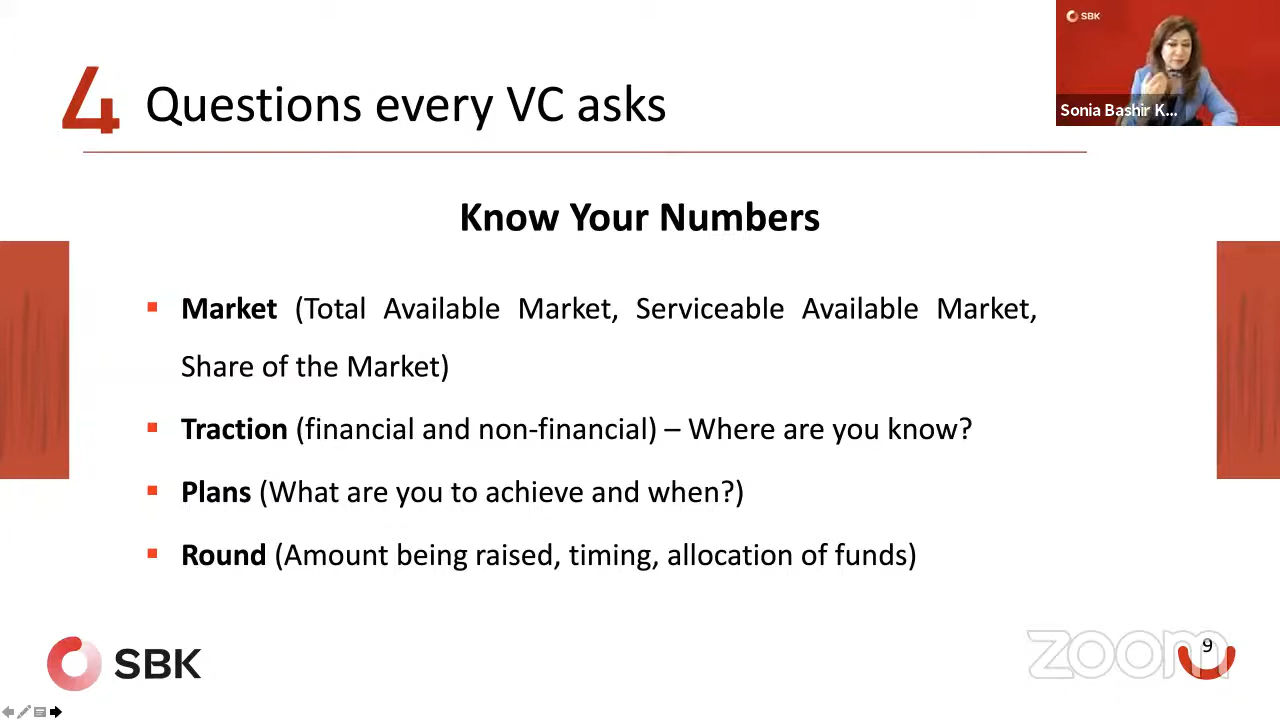 SBK
Sonia Bashir K...
4 Questions every VC asks
Know Your Numbers
Market (Total Available Market, Serviceable Available Market,
Share of the Market)
Traction (financial and non-financial) – Where are you know?
Plans (What are you to achieve and when?)
Round (Amount being raised, timing, allocation of funds)
SBK
zoom
9